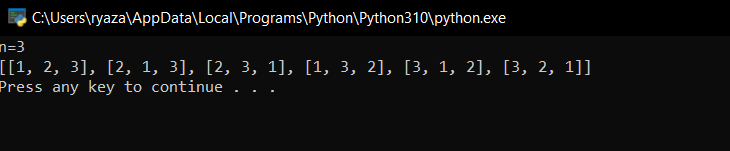 C:\Users\ryaza\AppData\Local\Programs\Python\Python310\python.exe
n=3
[[1, 2, 3], [2, 1, 3], [2, 3, 1], [1, 3, 2], [3, 1, 2], [3, 2, 1]]
Press any key to continue . . .